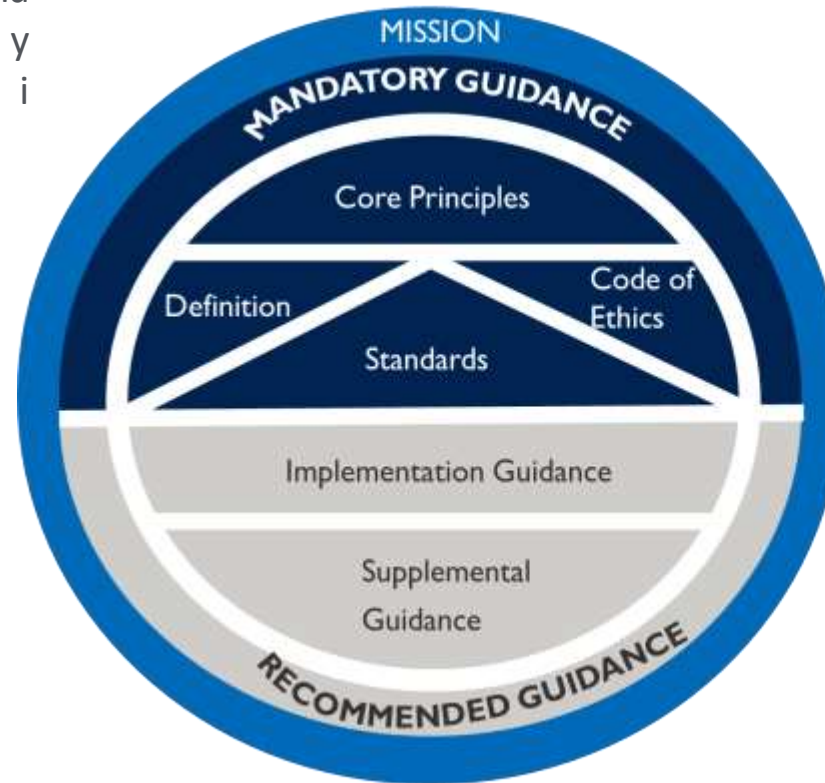 y
i
MISSION
MANDATORY GUIDANCE
Core Principles
Definition
Code of
Ethics
Standards
Implementation Guidance
Supplemental
Guidance
RECOMMENDED GUIDANCE